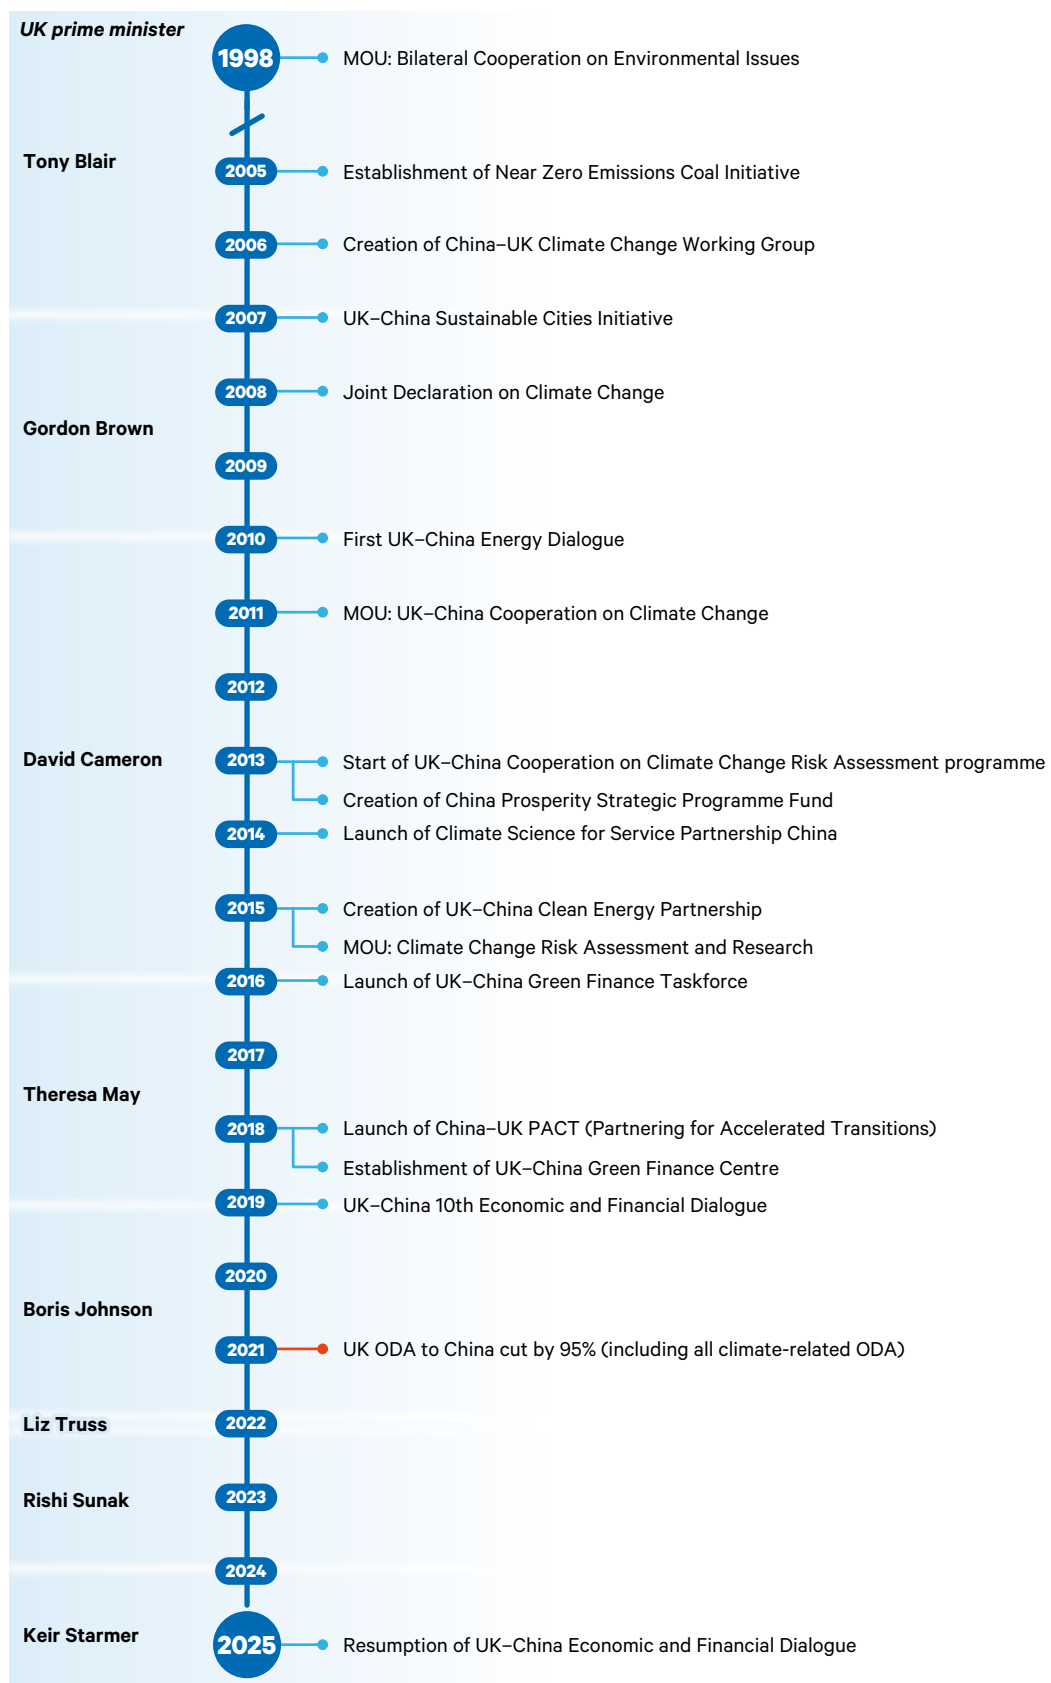 UK prime minister
1998
MOU: Bilateral Cooperation on Environmental Issues
Tony Blair
2005
Establishment of Near Zero Emissions Coal Initiative
2006
Creation of China–UK Climate Change Working Group
2007
UK–China Sustainable Cities Initiative
2008
Joint Declaration on Climate Change
Gordon Brown
2009
2010
First UK–China Energy Dialogue
2011
MOU: UK–China Cooperation on Climate Change
2012
David Cameron
2013
Start of UK–China Cooperation on Climate Change Risk Assessment programme
Creation of China Prosperity Strategic Programme Fund
2014
Launch of Climate Science for Service Partnership China
2015
Creation of UK–China Clean Energy Partnership
MOU: Climate Change Risk Assessment and Research
2016
Launch of UK–China Green Finance Taskforce
2017
Theresa May
2018
Launch of China–UK PACT (Partnering for Accelerated Transitions)
Establishment of UK–China Green Finance Centre
2019
UK–China 10th Economic and Financial Dialogue
2020
Boris Johnson
2021
UK ODA to China cut by 95% (including all climate-related ODA)
Liz Truss
2022
Rishi Sunak
2023
2024
Keir Starmer
2025
Resumption of UK–China Economic and Financial Dialogue